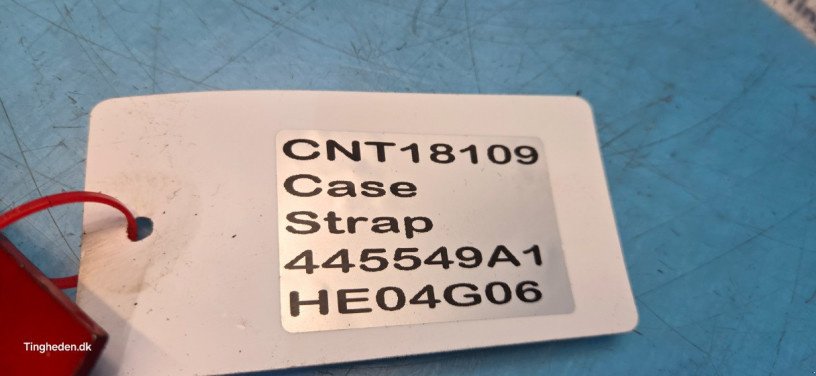 CNT18109
Case
Strap
445549A1
HE04G06
Tingheden.dk